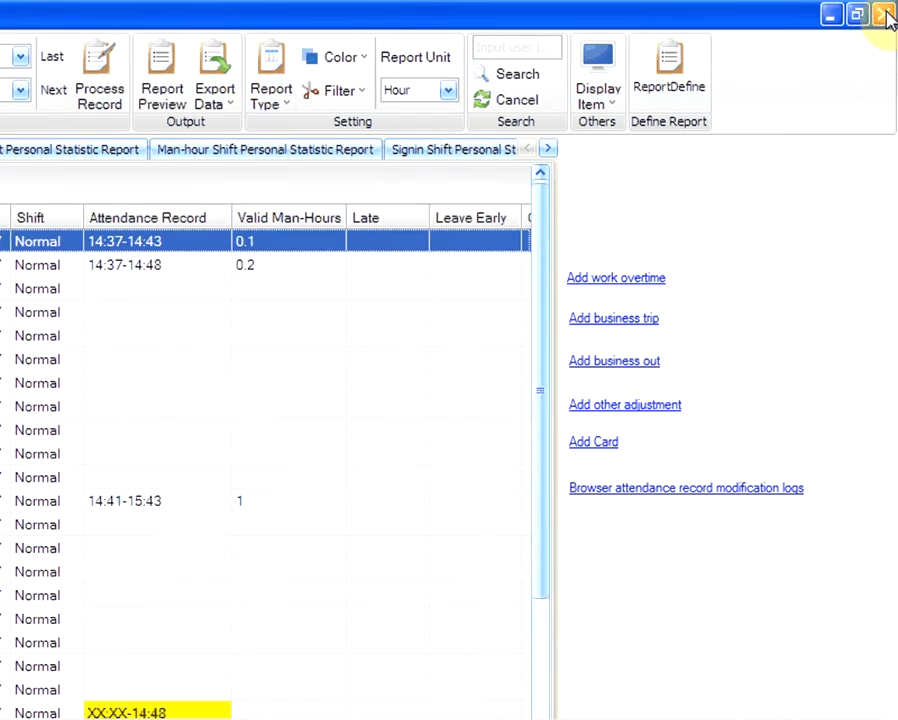 Last
Next
Process Record
Report Preview
Export Data
Output
Report Type
Color
Filter
Report Unit
Hour
Setting
Input user I...
Search
Cancel
Search
Display Item
Others
ReportDefine
Define Report
t Personal Statistic Report
Man-hour Shift Personal Statistic Report
Signin Shift Personal St
Shift Attendance Record Valid Man-Hours Late Leave Early
Normal 14:37-14:43 0.1
Normal 14:37-14:48 0.2
Normal
Normal
Normal
Normal
Normal
Normal
Normal
Normal
Normal
Normal 14:41-15:43 1
Normal
Normal
Normal
Normal
Normal
Normal
Normal
Normal
Normal XX:XX-14:48
Add work overtime
Add business trip
Add business out
Add other adjustment
Add Card
Browser attendance record modification logs